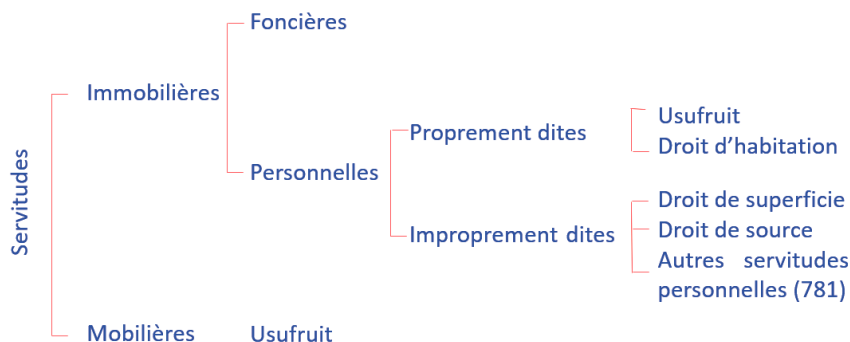 Servitudes
Immobilières
Foncières
Personnelles
Proprement dites
Usufruit
Droit d’habitation
Improprement dites
Droit de superficie
Droit de source
Autres servitudes
personnelles (781)
Mobilières
Usufruit